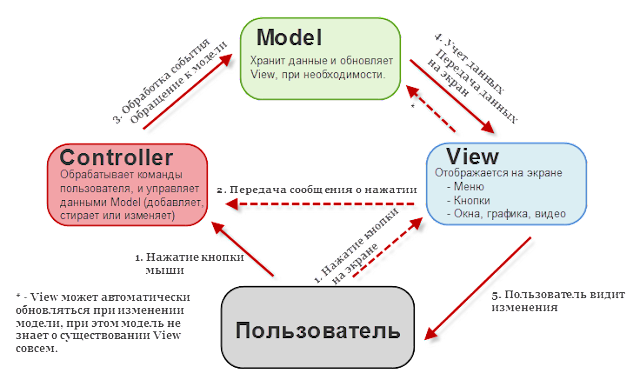 Model
Хранит данные и обновляет
View, при необходимости.
3. Обработка события
Обращение к модели
4. Учет данных
Передача данных
на экран
*
Controller
Обрабатывает команды
пользователя, и управляет
данными Model (добавляет,
стирает или изменяет)
View
Отображается на экране
- Меню
- Кнопки
- Окна, графика, видео
2. Передача сообщения о нажатии
1. Нажатие кнопки
мыши
1. Нажатие кнопки
на экране
5. Пользователь видит
изменения
Пользователь
* - View может автоматически
обновляться при изменении
модели, при этом модель не
знает о существовании View
совсем.